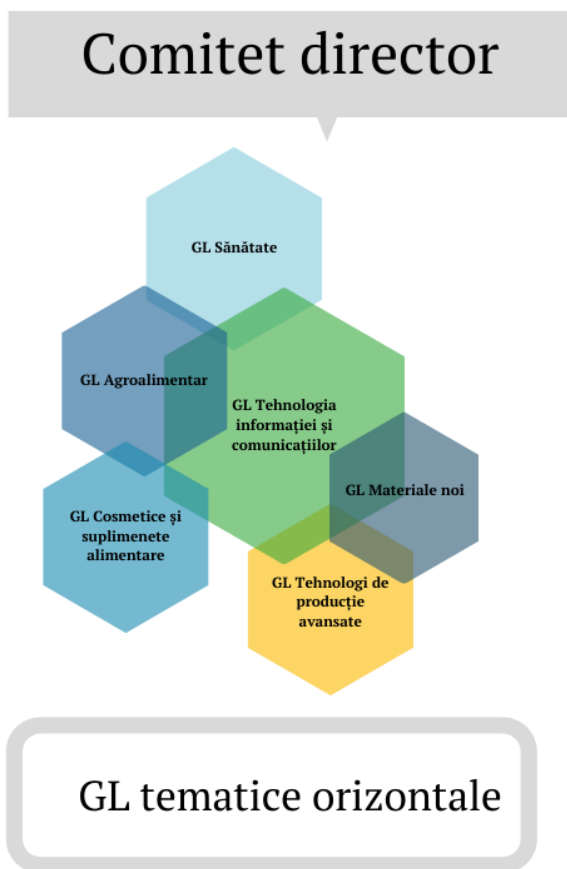 Comitet director
GL Sănătate
GL Agroalimentar
GL Tehnologia
informației și
comunicațiilor
GL Materiale noi
GL Cosmetice și
suplimenete
alimentare
GL Tehnologi de
producție
avansate
GL tematice orizontale